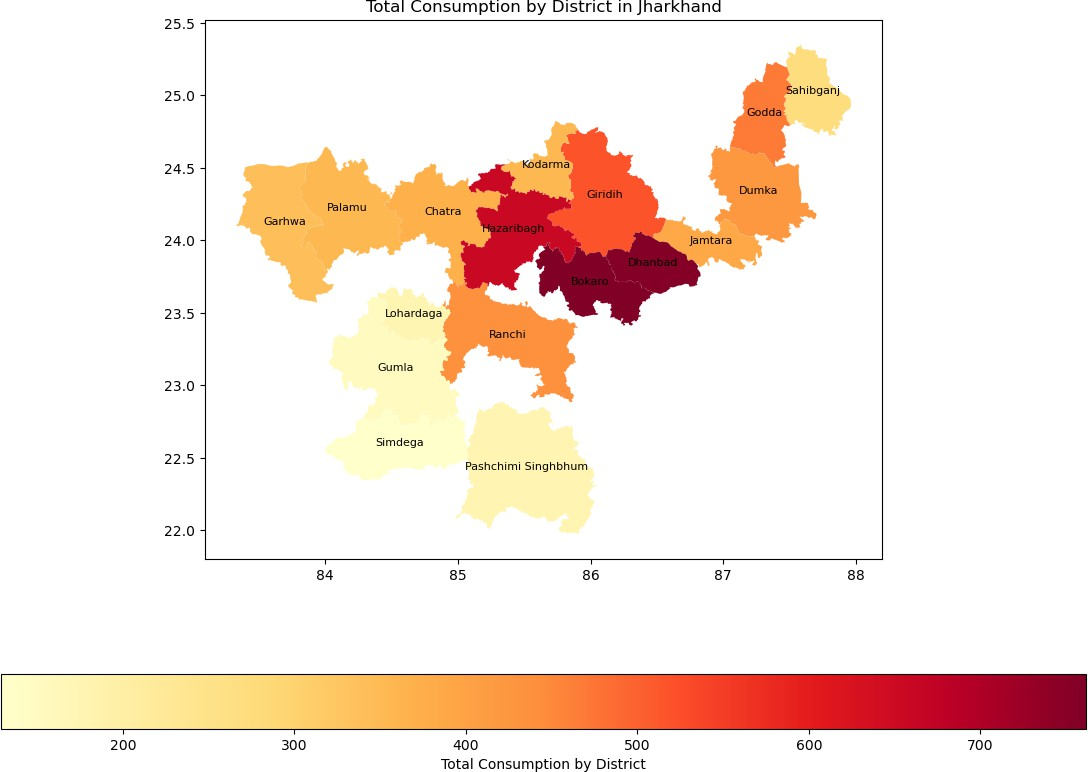 Total Consumption by District in Jharkhand
25.5
25.0
24.5
24.0
23.5
23.0
22.5
22.0
Sahibganj
Godda
Kodarma
Dumka
Giridih
Palamu
Chatra
Garhwa
Hazaribagh
Jamtara
Dhanbad
Bokaro
Lohardaga
Ranchi
Gumla
Simdega
Pashchimi Singhbhum
84 85 86 87 88
200 300 400 500 600 700
Total Consumption by District